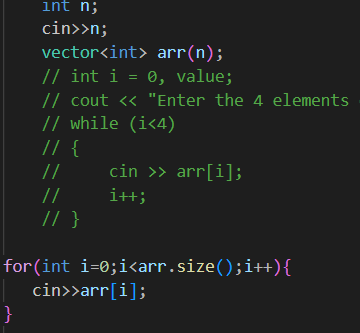 int n;
cin>>n;
vector<int> arr(n);
// int i = 0, value;
// cout << "Enter the 4 elements
// while (i<4)
// {
//     cin >> arr[i];
//     i++;
// }
for(int i=0;i<arr.size();i++){
cin>>arr[i];
}